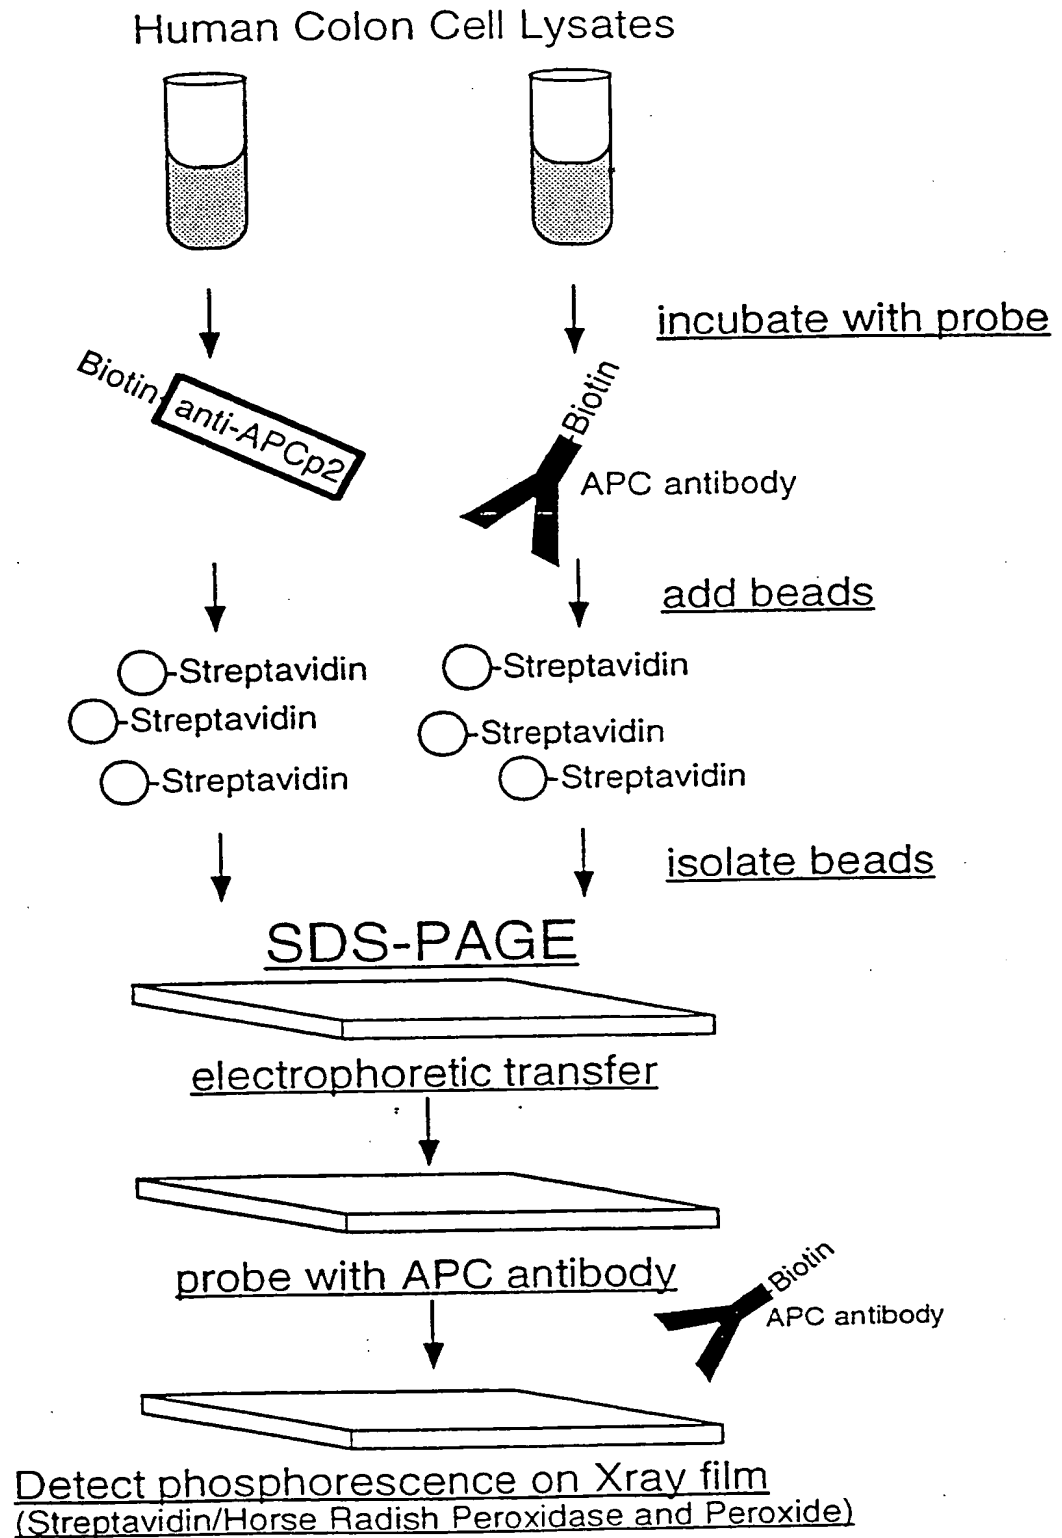 Human Colon Cell Lysates
incubate with probe
Biotin
anti-APCp2
Biotin
APC antibody
add beads
-Streptavidin
-Streptavidin
-Streptavidin
-Streptavidin
-Streptavidin
-Streptavidin
isolate beads
SDS-PAGE
electrophoretic transfer
probe with APC antibody
Biotin
APC antibody
Detect phosphorescence on Xray film
(Streptavidin/Horse Radish Peroxidase and Peroxide)